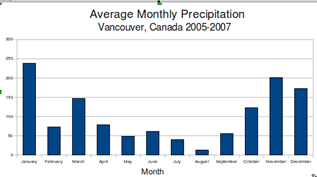 Average Monthly Precipitation
Vancouver, Canada 2005-2007
300
250
200
150
100
50
0
January February March April May June July August September October November December
Month